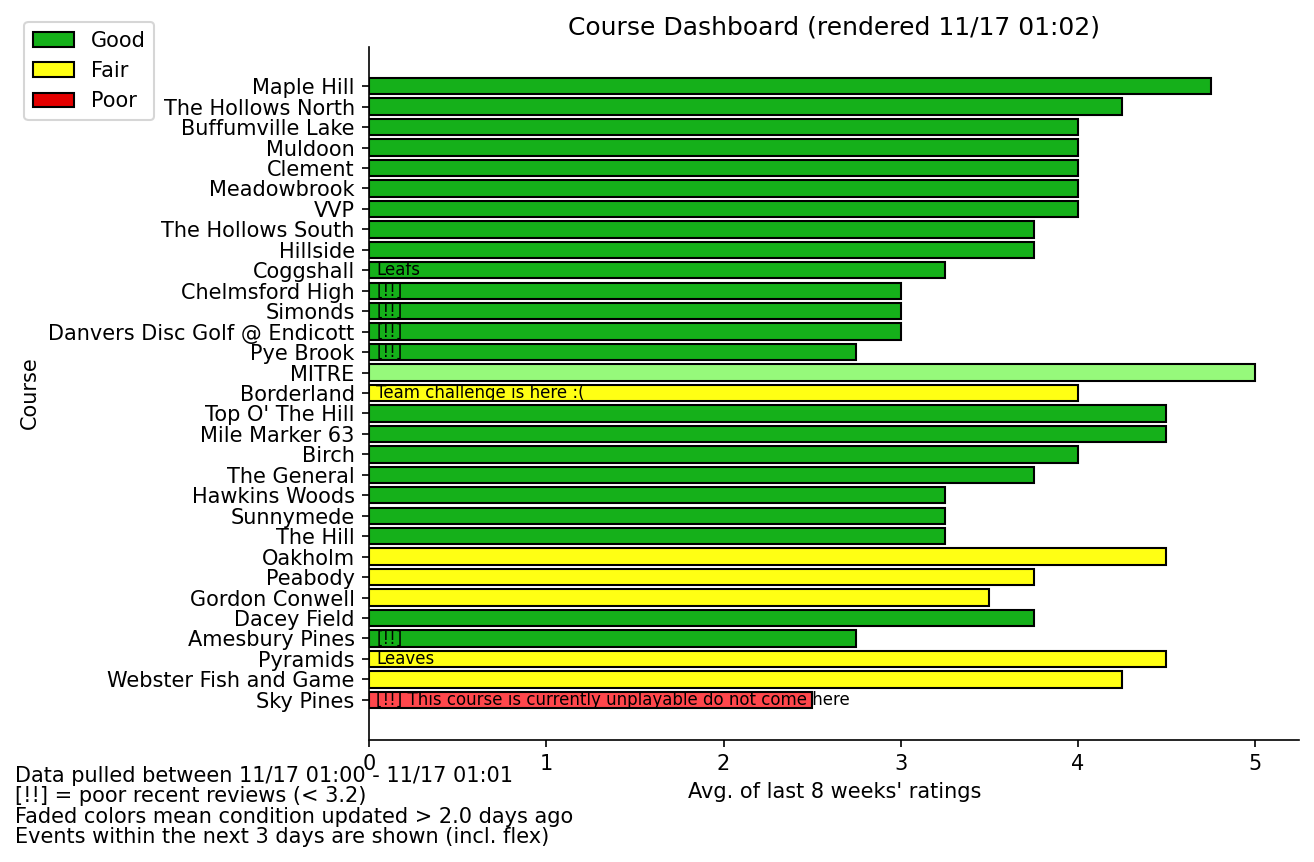 Course Dashboard (rendered 11/17 01:02)
Good
Fair
Poor
Course
Maple Hill
The Hollows North
Buffumville Lake
Muldoon
Clement
Meadowbrook
VVP
The Hollows South
Hillside
Coggshall Leafs
Chelmsford High [!!]
Simonds [!!]
Danvers Disc Golf @ Endicott [!!]
Pye Brook [!!]
MITRE
Borderland Team challenge is here :(
Top O' The Hill
Mile Marker 63
Birch
The General
Hawkins Woods
Sunnymede
The Hill
Oakholm
Peabody
Gordon Conwell
Dacey Field
Amesbury Pines [!!]
Pyramids Leaves
Webster Fish and Game
Sky Pines [!!] This course is currently unplayable do not come here
0 1 2 3 4 5
Avg. of last 8 weeks' ratings
Data pulled between 11/17 01:00 - 11/17 01:01
[!!] = poor recent reviews (< 3.2)
Faded colors mean condition updated > 2.0 days ago
Events within the next 3 days are shown (incl. flex)